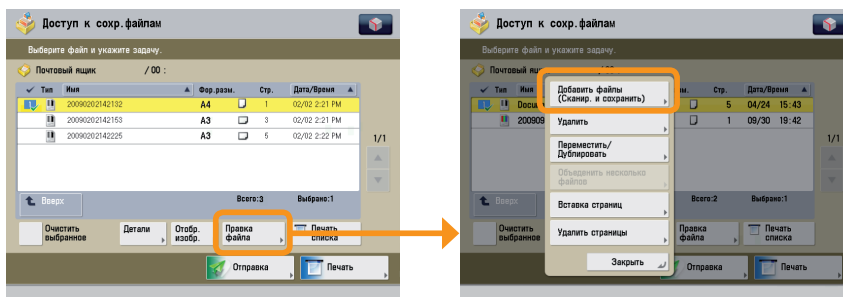 Доступ к сохр.файлам
Выберите файл и укажите задачу.
Почтовый ящик / 00 :
Тип Имя Фор.разм. Стр. Дата/Время
20090202142132 A4 1 02/02 2:21 PM
20090202142153 A3 3 02/02 2:21 PM
20090202142225 A3 5 02/02 2:22 PM
1/1
Вверх Всего:3 Выбрано:1
Очистить выбранное Детали Отобр. изобр. Правка файла Печать списка
Отправка Печать
Доступ к сохр.файлам
Выберите файл и укажите задачу.
Почтовый / 00 :
Добавить файлы
(Сканир. и сохранить)
Тип Имя Стр. Дата/Время
5 04/24 15:43
Удалить
200909 1 09/30 19:42
1/1
Переместить/
Дублировать
Объединить несколько
файлов
Вверх Вставка страниц Всего:2 Выбрано:1
Очистить выбранное Удалить страницы Правка файла Печать списка
Закрыть
Отправка Печать